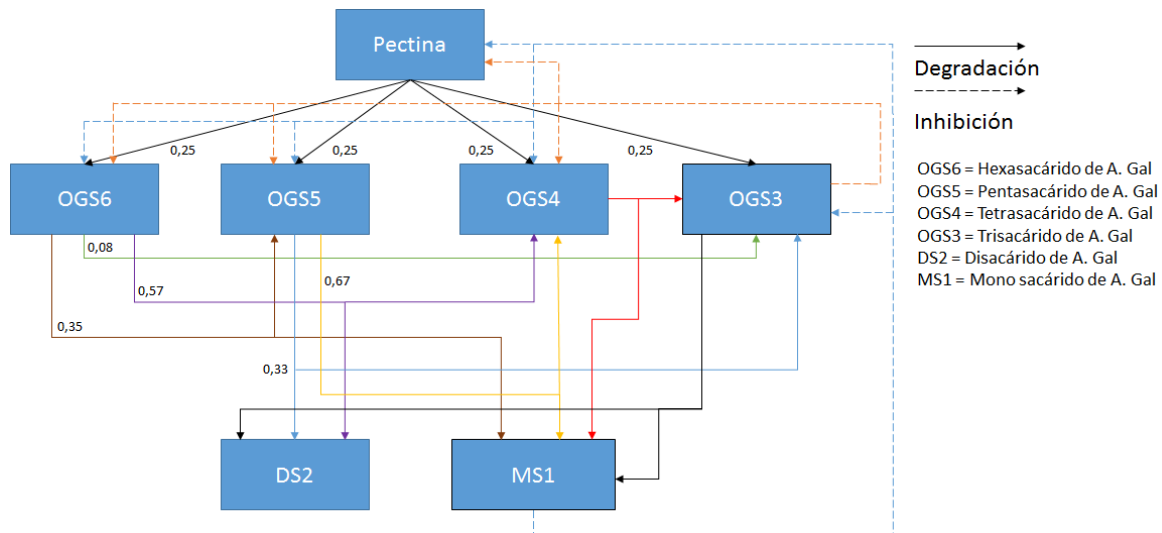 Pectina
Degradación
Inhibición
0,25
0,25
0,25
0,25
OGS6
OGS5
OGS4
OGS3
OGS6 = Hexasacárido de A. Gal
OGS5 = Pentasacárido de A. Gal
OGS4 = Tetrasacárido de A. Gal
OGS3 = Trisacárido de A. Gal
DS2 = Disacárido de A. Gal
MS1 = Mono sacárido de A. Gal
0,08
0,67
0,57
0,35
0,33
DS2
MS1